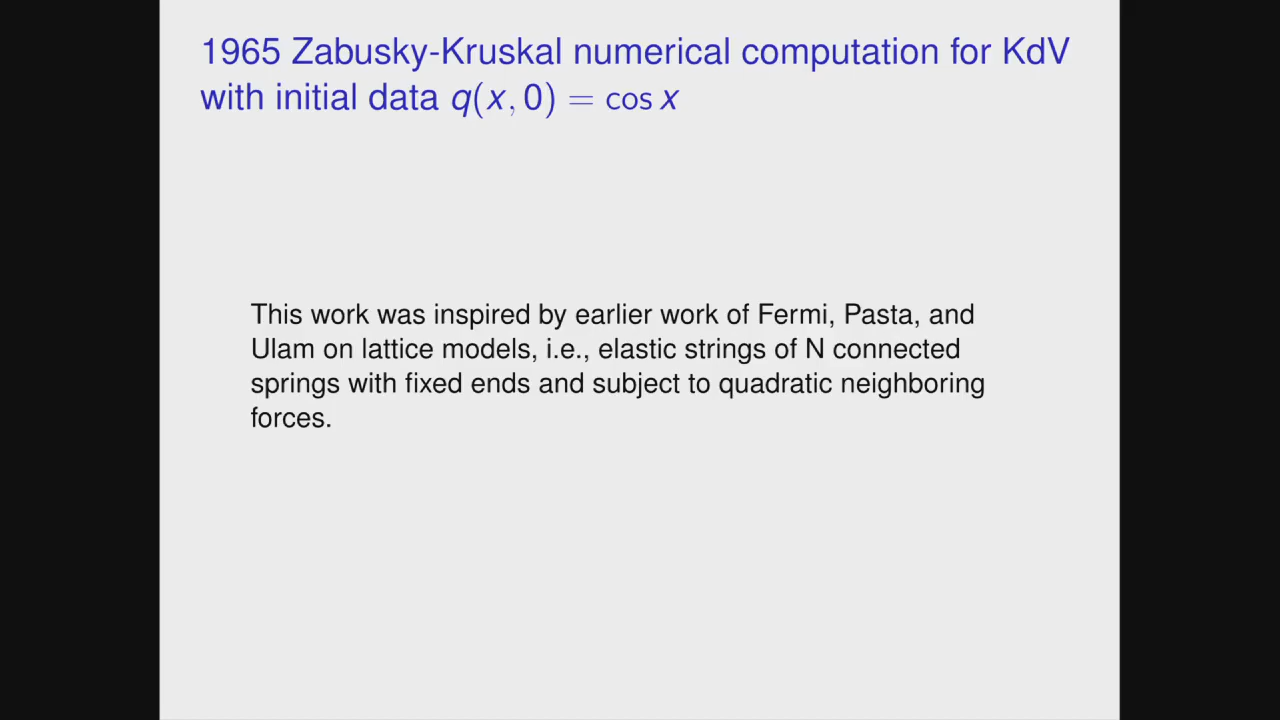 1965 Zabusky-Kruskal numerical computation for KdV
with initial data q(x, 0) = cos x
This work was inspired by earlier work of Fermi, Pasta, and
Ulam on lattice models, i.e., elastic strings of N connected
springs with fixed ends and subject to quadratic neighboring
forces.